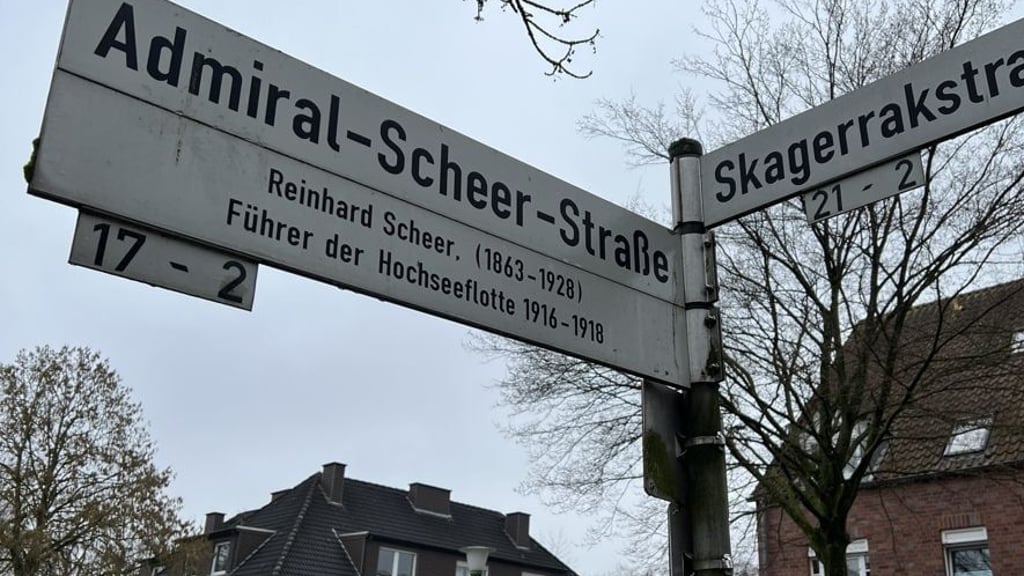 Admiral-Scheer-Straße
Reinhard Scheer, (1863-1928)
Führer der Hochseeflotte 1916-1918
17 - 2
Skagerrakstra
21 - 2